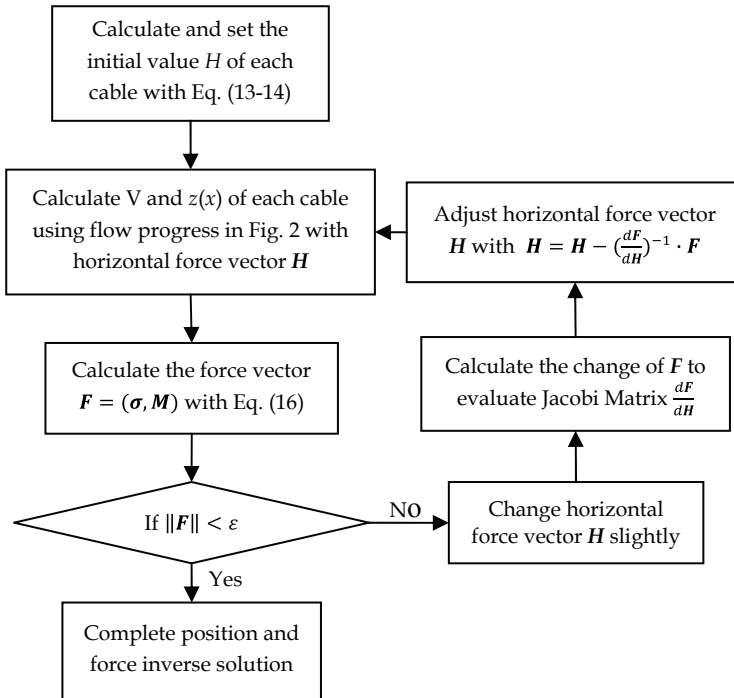 Calculate and set the
initial value H of each
cable with Eq. (13-14)
Calculate V and z(x) of each cable
using flow progress in Fig. 2 with
horizontal force vector H
Adjust horizontal force vector
H with H = H − (dF/dH)⁻¹ · F
Calculate the force vector
F = (σ, M) with Eq. (16)
Calculate the change of F to
evaluate Jacobi Matrix dF/dH
If ‖F‖ < ε
NO
Change horizontal
force vector H slightly
Yes
Complete position and
force inverse solution